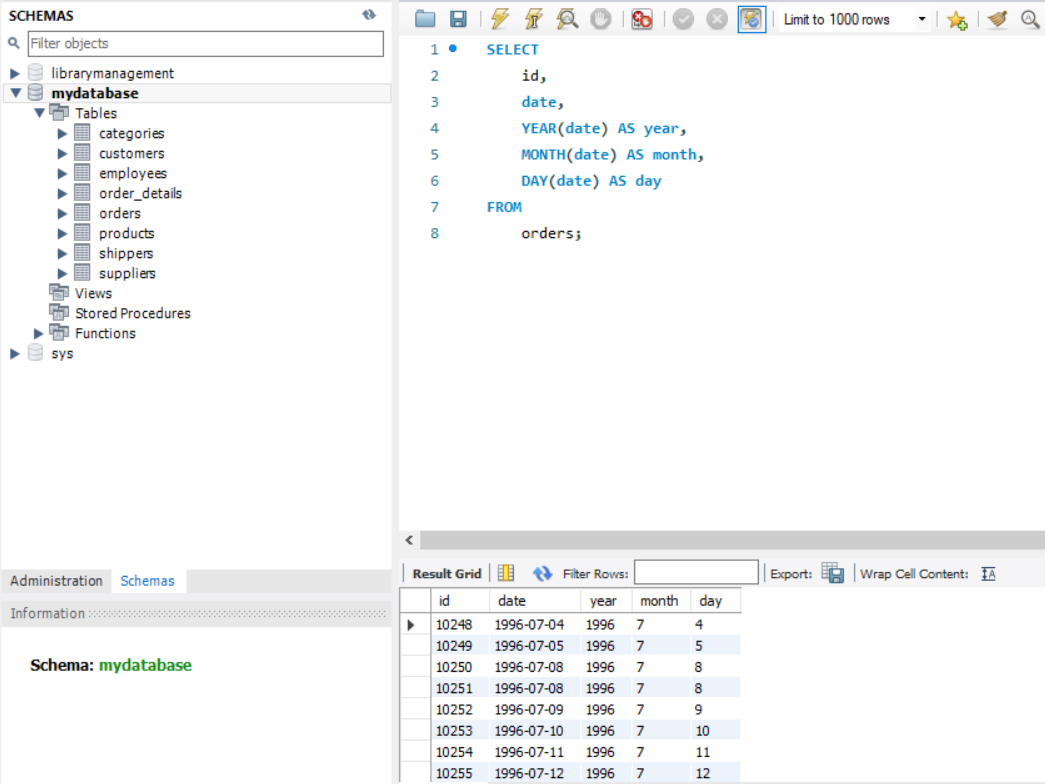 SCHEMAS
Filter objects
librarymanagement
mydatabase
Tables
categories
customers
employees
order_details
orders
products
shippers
suppliers
Views
Stored Procedures
Functions
sys
Administration Schemas
Information
Schema: mydatabase
Limit to 1000 rows
1 SELECT
2 id,
3 date,
4 YEAR(date) AS year,
5 MONTH(date) AS month,
6 DAY(date) AS day
7 FROM
8 orders;
Result Grid Filter Rows: Export: Wrap Cell Content:
id date year month day
10248 1996-07-04 1996 7 4
10249 1996-07-05 1996 7 5
10250 1996-07-08 1996 7 8
10251 1996-07-08 1996 7 8
10252 1996-07-09 1996 7 9
10253 1996-07-10 1996 7 10
10254 1996-07-11 1996 7 11
10255 1996-07-12 1996 7 12